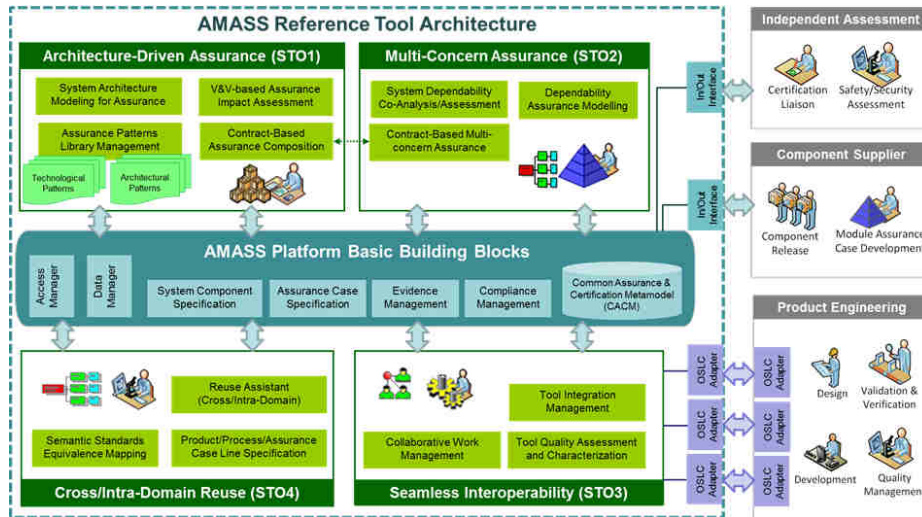 AMASS Reference Tool Architecture
Architecture-Driven Assurance (STO1)
System Architecture
Modeling for Assurance
V&V-based Assurance
Impact Assessment
Assurance Patterns
Library Management
Contract-Based
Assurance Composition
Technological
Patterns
Architectural
Patterns
Multi-Concern Assurance (STO2)
System Dependability
Co-Analysis/Assessment
Dependability
Assurance Modelling
Contract-Based Multi-
concern Assurance
In/Out
Interface
In/Out
Interface
Independent Assessment
Certification
Liaison
Safety/Security
Assessment
Component Supplier
Component
Release
Module Assurance
Case Development
AMASS Platform Basic Building Blocks
Access
Manager
Data
Manager
System Component
Specification
Assurance Case
Specification
Evidence
Management
Compliance
Management
Common Assurance &
Certification Metamodel
(CACM)
Reuse Assistant
(Cross/Intra-Domain)
Semantic Standards
Equivalence Mapping
Product/Process/Assurance
Case Line Specification
Cross/Intra-Domain Reuse (STO4)
Tool Integration
Management
Collaborative Work
Management
Tool Quality Assessment
and Characterization
Seamless Interoperability (STO3)
OSLC
Adapter
OSLC
Adapter
OSLC
Adapter
OSLC
Adapter
OSLC
Adapter
OSLC
Adapter
Product Engineering
Design
Validation &
Verification
Development
Quality
Management